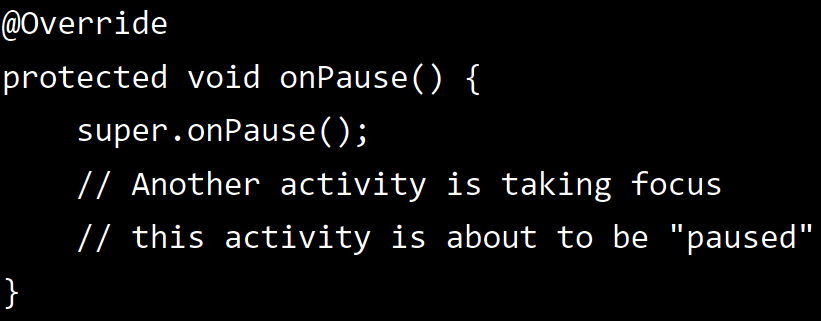 @Override
protected void onPause() {
    super.onPause();
    // Another activity is taking focus
    // this activity is about to be "paused"
}